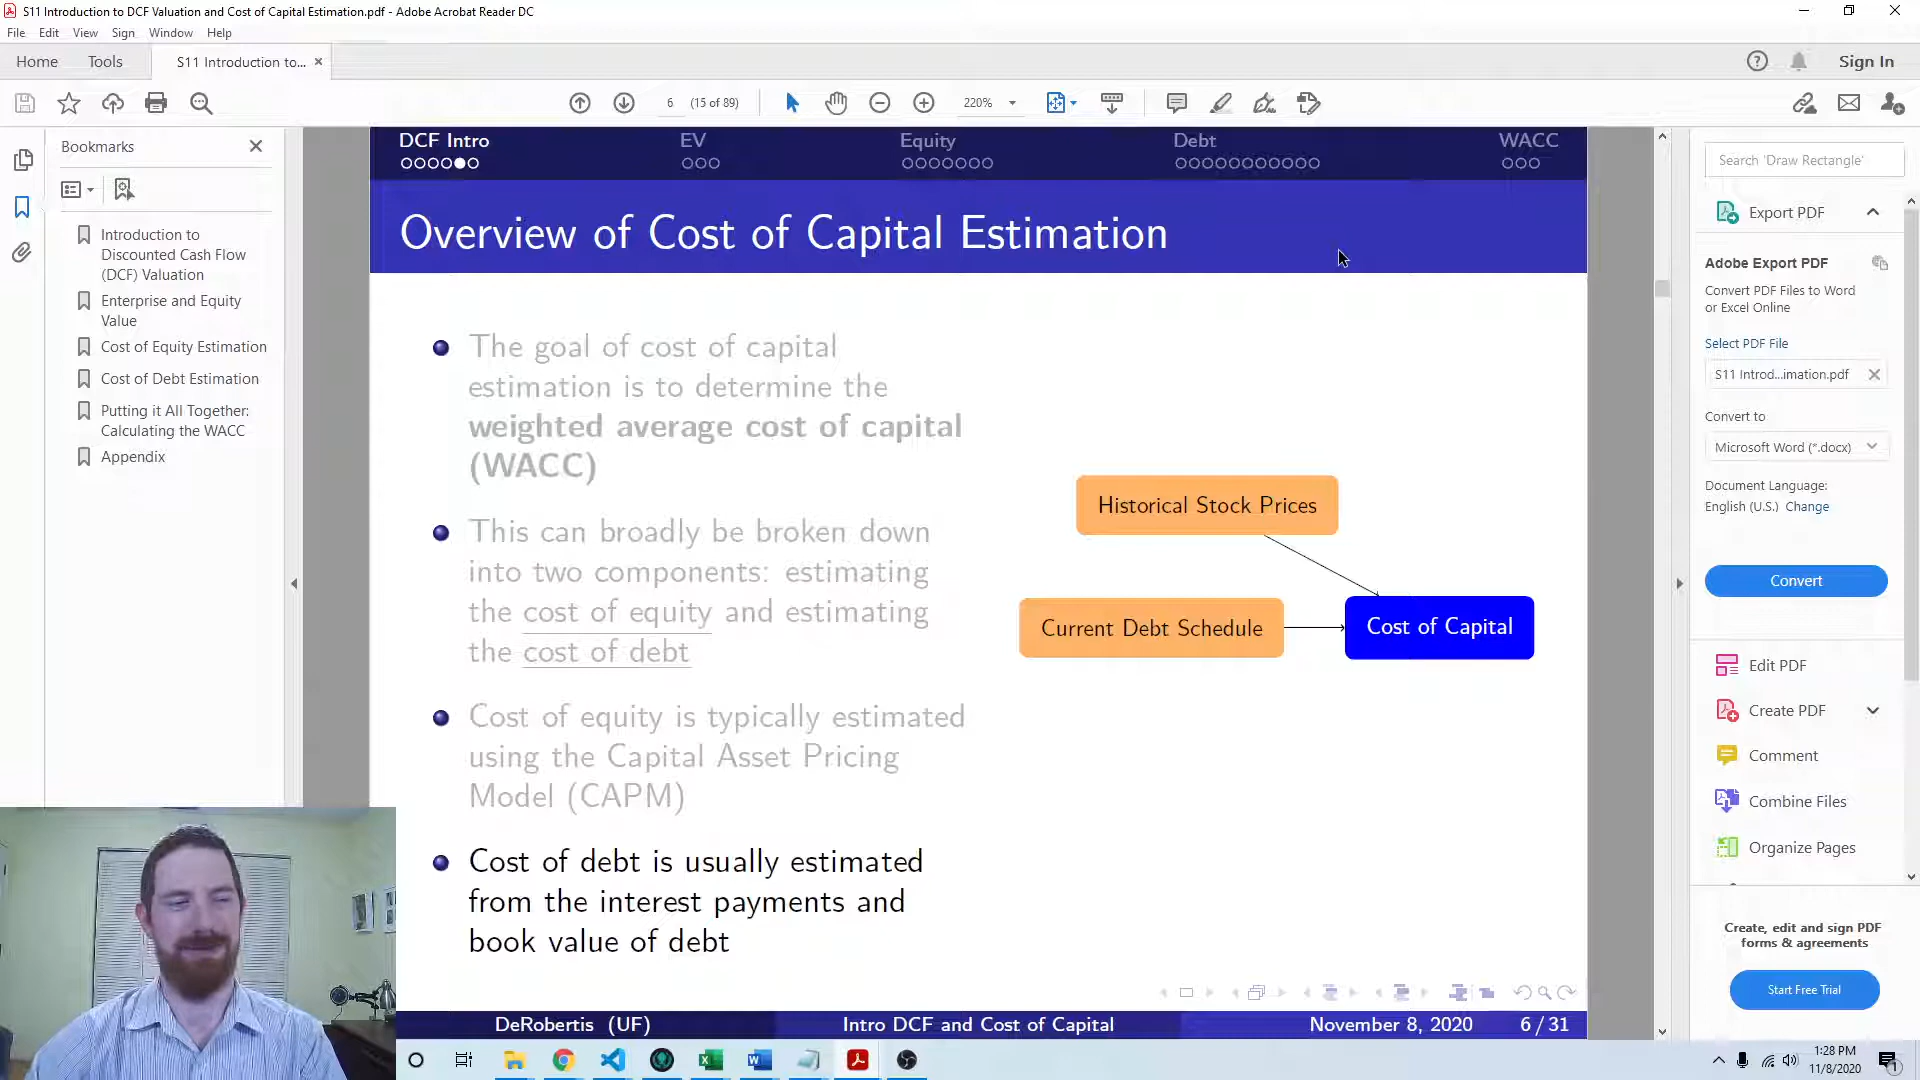 S11 Introduction to DCF Valuation and Cost of Capital Estimation.pdf - Adobe Acrobat Reader DC
File Edit View Sign Window Help
Home Tools S11 Introduction to... Sign In
6 (15 of 89) 220%
Bookmarks
Introduction to
Discounted Cash Flow
(DCF) Valuation
Enterprise and Equity
Value
Cost of Equity Estimation
Cost of Debt Estimation
Putting it All Together:
Calculating the WACC
Appendix
DCF Intro EV Equity Debt WACC
Overview of Cost of Capital Estimation
The goal of cost of capital
estimation is to determine the
weighted average cost of capital
(WACC)
This can broadly be broken down
into two components: estimating
the cost of equity and estimating
the cost of debt
Cost of equity is typically estimated
using the Capital Asset Pricing
Model (CAPM)
Cost of debt is usually estimated
from the interest payments and
book value of debt
Historical Stock Prices
Current Debt Schedule
Cost of Capital
DeRobertis (UF) Intro DCF and Cost of Capital November 8, 2020 6 / 31
Search 'Draw Rectangle'
Export PDF
Adobe Export PDF
Convert PDF Files to Word
or Excel Online
Select PDF File
S11 Introd...imation.pdf
Convert to
Microsoft Word (*.docx)
Document Language:
English (U.S.) Change
Convert
Edit PDF
Create PDF
Comment
Combine Files
Organize Pages
Create, edit and sign PDF
forms & agreements
Start Free Trial
1:28 PM
11/8/2020